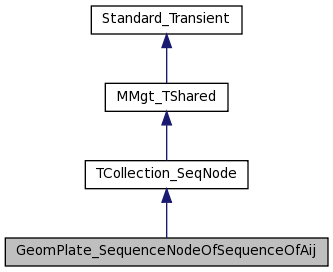 Standard_Transient
MMgt_TShared
TCollection_SeqNode
GeomPlate_SequenceNodeOfSequenceOfAij